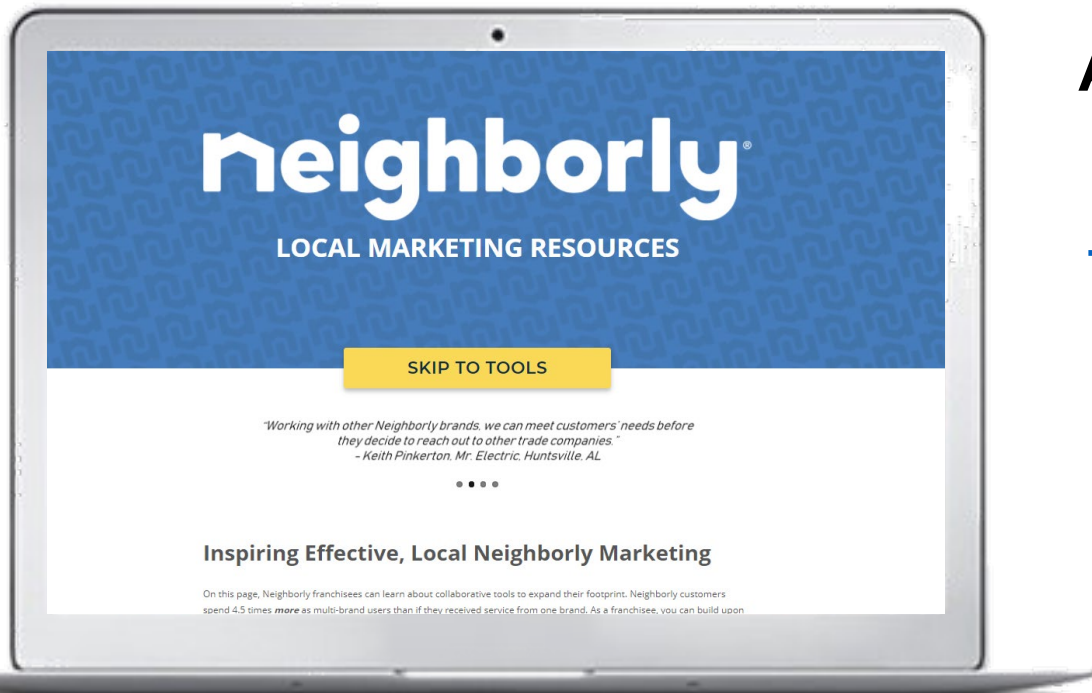 neighborly®
LOCAL MARKETING RESOURCES
SKIP TO TOOLS
"Working with other Neighborly brands, we can meet customers' needs before
they decide to reach out to other trade companies."
– Keith Pinkerton, Mr. Electric, Huntsville, AL
Inspiring Effective, Local Neighborly Marketing
On this page, Neighborly franchisees can learn about collaborative tools to expand their footprint. Neighborly customers
spend 4.5 times more as multi-brand users than if they received service from one brand. As a franchisee, you can build upon